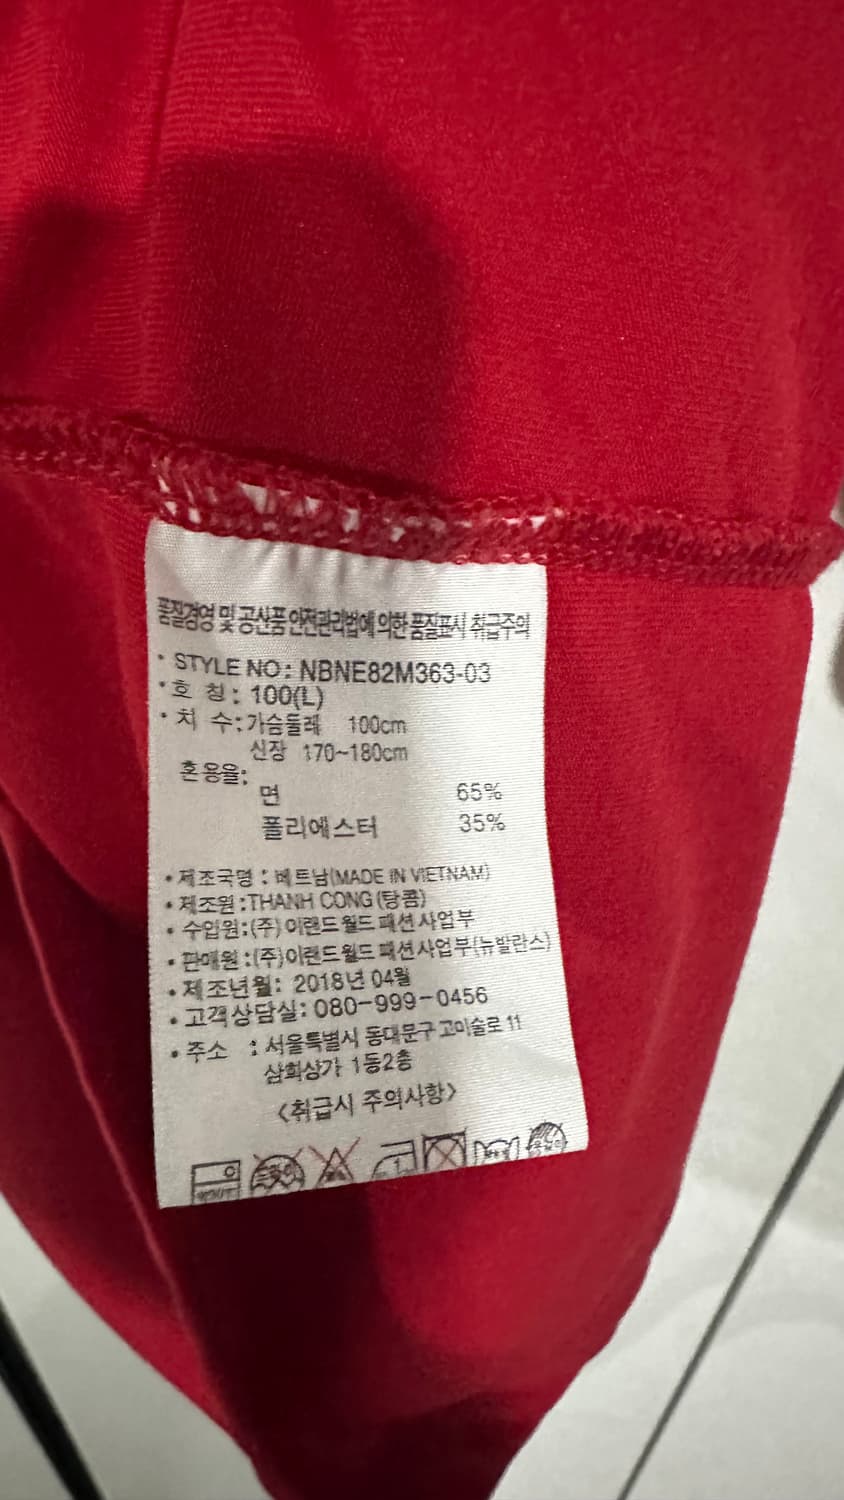 품질경영 및 공산품 안전관리법에 의한 품질표시 취급주의
• STYLE NO : NBNE82M363-03
• 호 칭 : 100(L)
• 치 수 : 가슴둘레 100cm
신장 170~180cm
혼용율:
면 65%
폴리에스터 35%
• 제조국명 : 베트남(MADE IN VIETNAM)
• 제조원 : THANH CONG (탕콤)
• 수입원 : (주)이랜드월드 패션사업부
• 판매원 : (주)이랜드월드 패션사업부(뉴발란스)
• 제조년월 : 2018년 04월
• 고객상담실 : 080-999-0456
• 주소 : 서울특별시 동대문구 고미술로 11
삼희상가 1동2층
<취급시 주의사항>